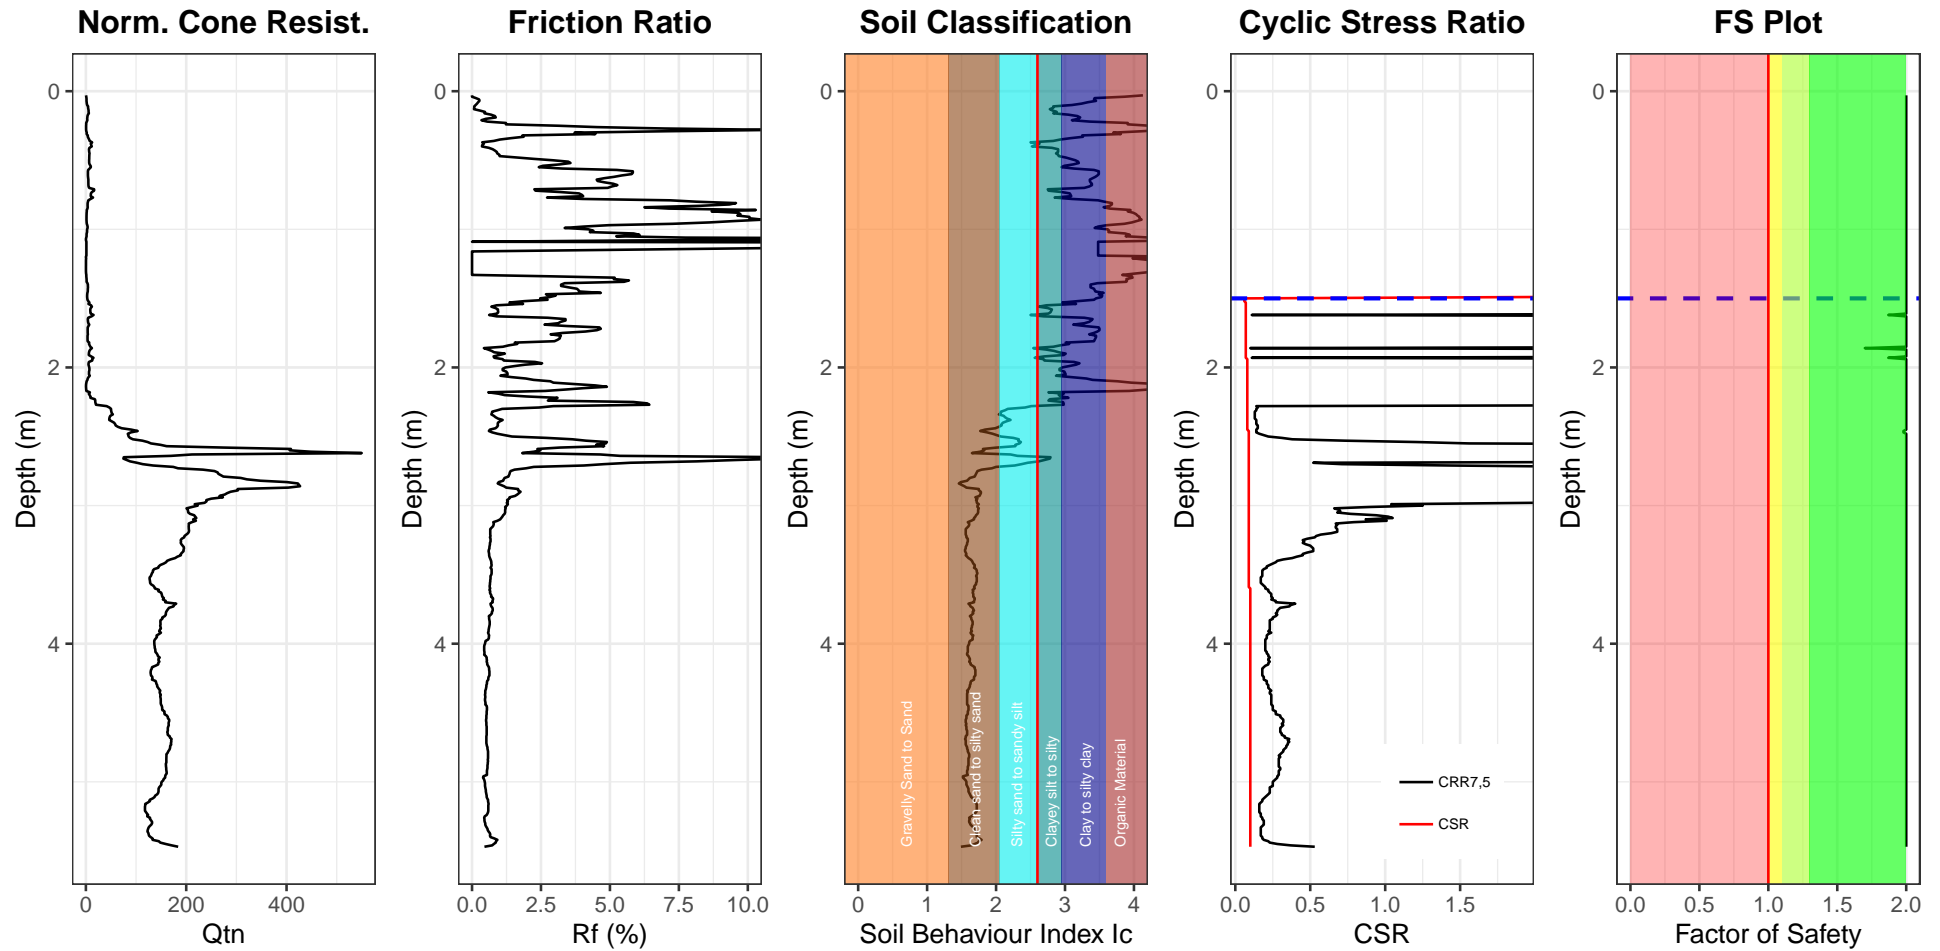 Norm. Cone Resist.
Friction Ratio
Soil Classification
Cyclic Stress Ratio
FS Plot
Depth (m)
0
2
4
0
200
400
Qtn
Depth (m)
0
2
4
0.0
2.5
5.0
7.5
10.0
Rf (%)
Depth (m)
0
2
4
Gravelly Sand to Sand
Clean sand to silty sand
Silty sand to sandy silt
Clayey silt to silty
Clay to silty clay
Organic Material
0
1
2
3
4
Soil Behaviour Index Ic
Depth (m)
0
2
4
CRR7,5
CSR
0.0
0.5
1.0
1.5
CSR
Depth (m)
0
2
4
0.0
0.5
1.0
1.5
2.0
Factor of Safety